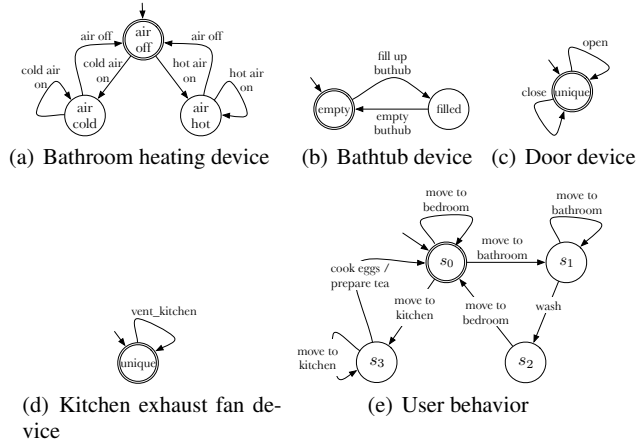 air
off
air off
air off
cold air
on
hot air
on
cold air
on
hot air
on
air
cold
air
hot
(a) Bathroom heating device
fill up
buthub
empty
filled
empty
buthub
(b) Bathtub device
open
unique
close
(c) Door device
vent_kitchen
unique
(d) Kitchen exhaust fan de-
vice
move to
bedroom
move to
bathroom
s0
move to
bathroom
s1
cook eggs /
prepare tea
move to
kitchen
move to
bedroom
wash
move to
kitchen
s3
s2
(e) User behavior